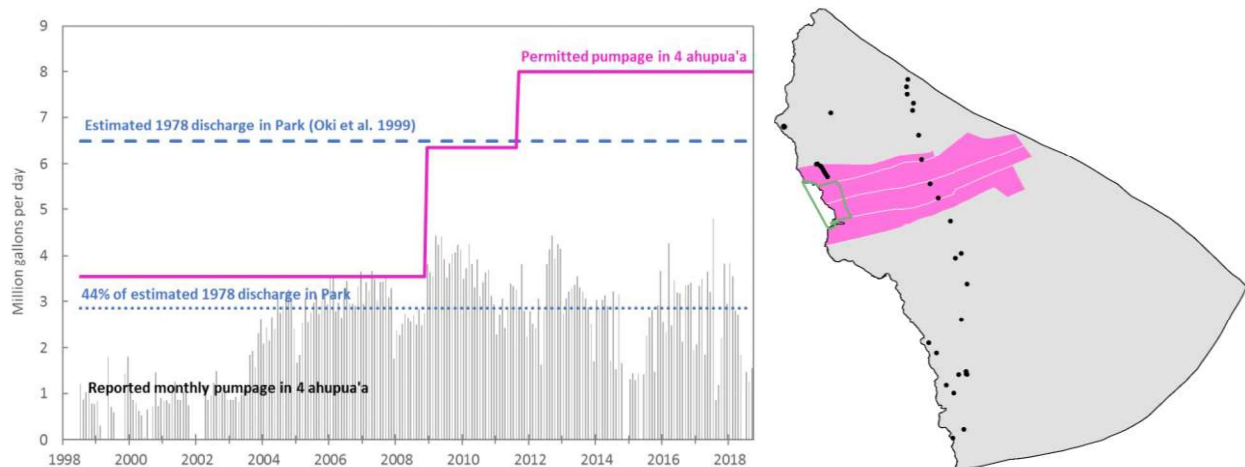 9
8
7
6
5
4
3
2
1
0
Million gallons per day
Permitted pumpage in 4 ahupua'a
Estimated 1978 discharge in Park (Oki et al. 1999)
44% of estimated 1978 discharge in Park
Reported monthly pumpage in 4 ahupua'a
1998 2000 2002 2004 2006 2008 2010 2012 2014 2016 2018